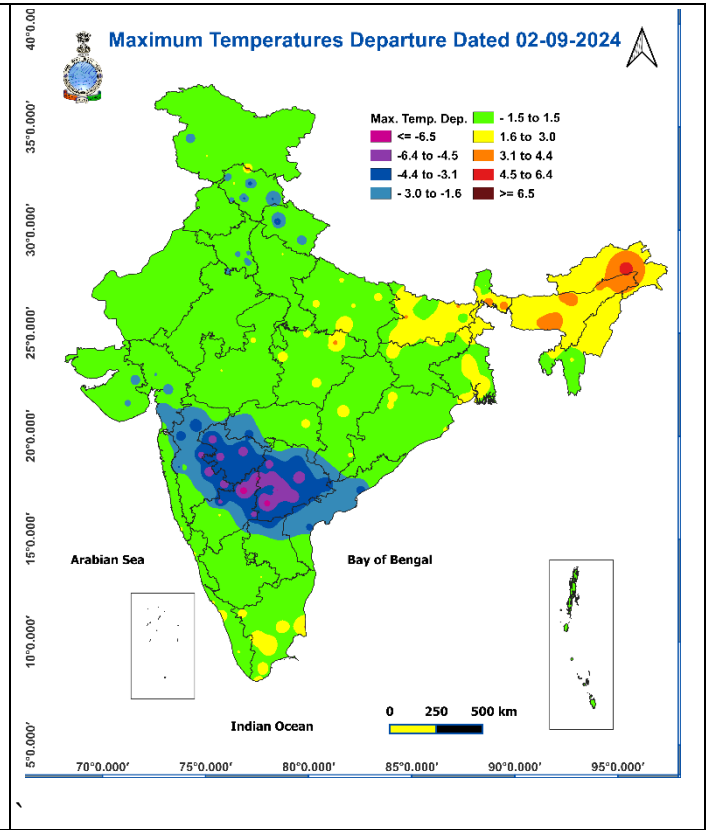 Maximum Temperatures Departure Dated 02-09-2024
Max. Temp. Dep.
<= -6.5
-6.4 to -4.5
-4.4 to -3.1
- 3.0 to -1.6
- 1.5 to 1.5
1.6 to 3.0
3.1 to 4.4
4.5 to 6.4
>= 6.5
40°0.000'
35°0.000'
30°0.000'
25°0.000'
20°0.000'
15°0.000'
10°0.000'
5°0.000'
Arabian Sea
Bay of Bengal
Indian Ocean
0 250 500 km
70°0.000' 75°0.000' 80°0.000' 85°0.000' 90°0.000' 95°0.000'
`